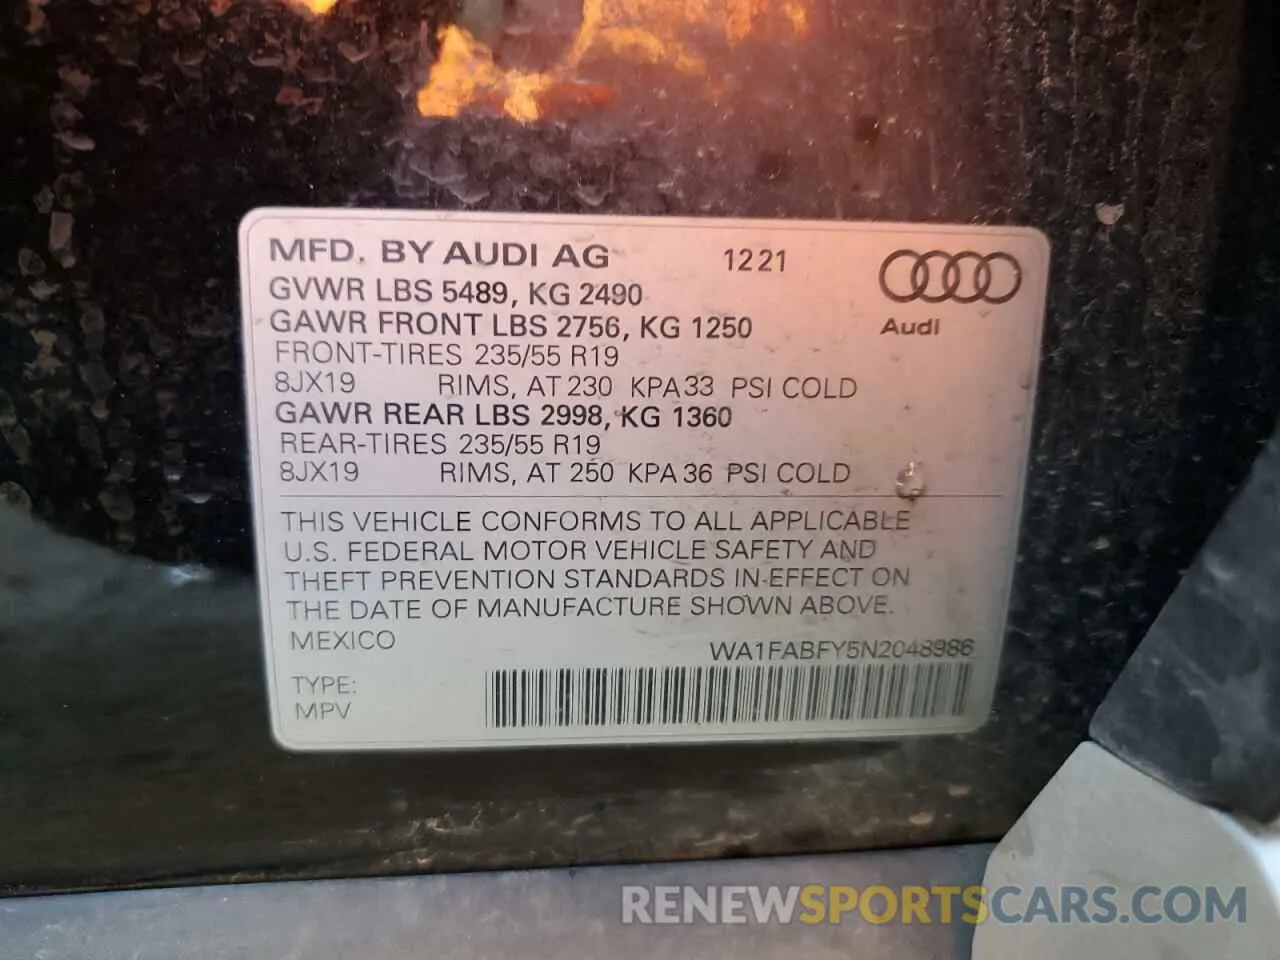 MFD. BY AUDI AG 1221
GVWR LBS 5489, KG 2490
GAWR FRONT LBS 2756, KG 1250
Audi
FRONT-TIRES 235/55 R19
8JX19 RIMS, AT 230 KPA 33 PSI COLD
GAWR REAR LBS 2998, KG 1360
REAR-TIRES 235/55 R19
8JX19 RIMS, AT 250 KPA 36 PSI COLD
THIS VEHICLE CONFORMS TO ALL APPLICABLE
U.S. FEDERAL MOTOR VEHICLE SAFETY AND
THEFT PREVENTION STANDARDS IN EFFECT ON
THE DATE OF MANUFACTURE SHOWN ABOVE.
MEXICO WA1FABFY5N2048986
TYPE:
MPV
RENEWSPORTSCARS.COM